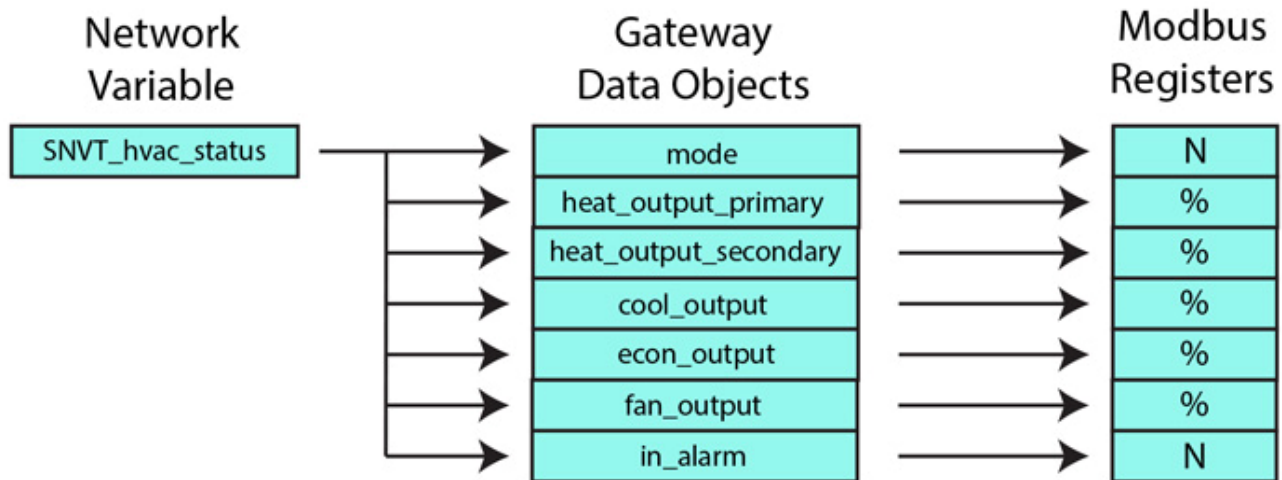 Network
Variable
Gateway
Data Objects
Modbus
Registers
SNVT_hvac_status
mode
N
heat_output_primary
%
heat_output_secondary
%
cool_output
%
econ_output
%
fan_output
%
in_alarm
N